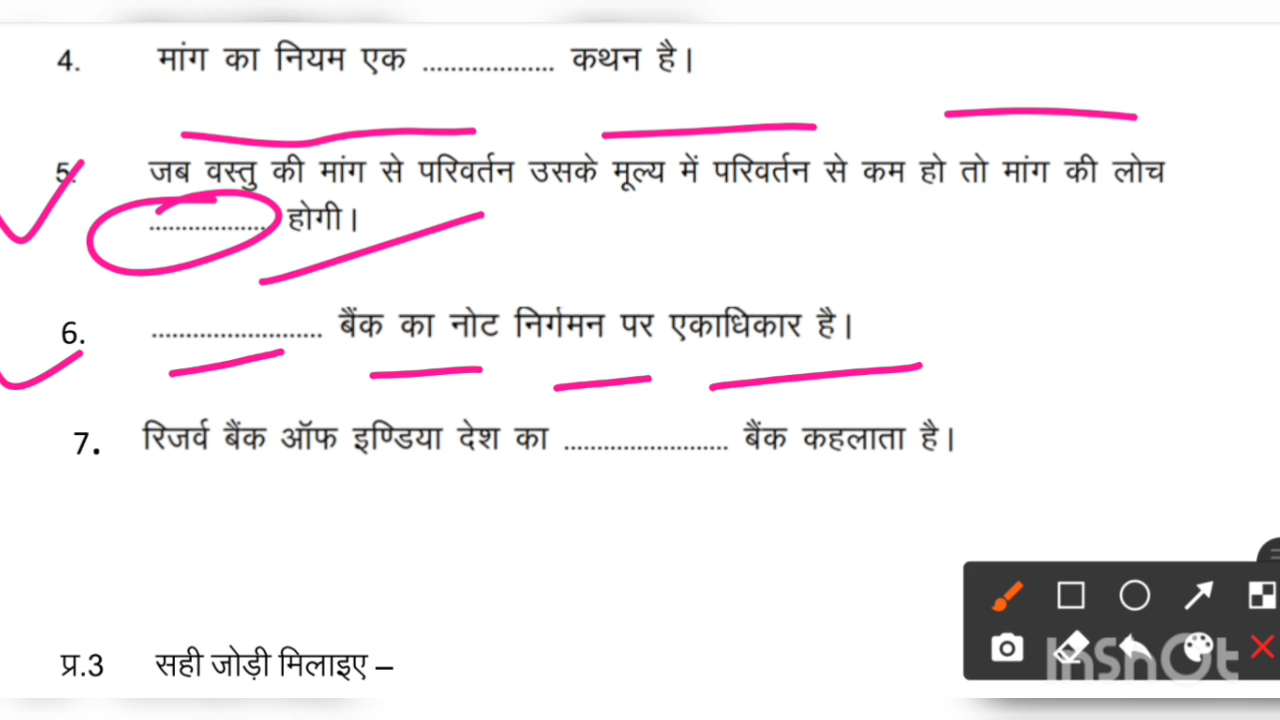 4. मांग का नियम एक ................... कथन है।
5. जब वस्तु की मांग से परिवर्तन उसके मूल्य में परिवर्तन से कम हो तो मांग की लोच
.................. होगी।
6. ......................... बैंक का नोट निर्गमन पर एकाधिकार है।
7. रिजर्व बैंक ऑफ इण्डिया देश का ........................ बैंक कहलाता है।
प्र.3 सही जोड़ी मिलाइए –
InShOt